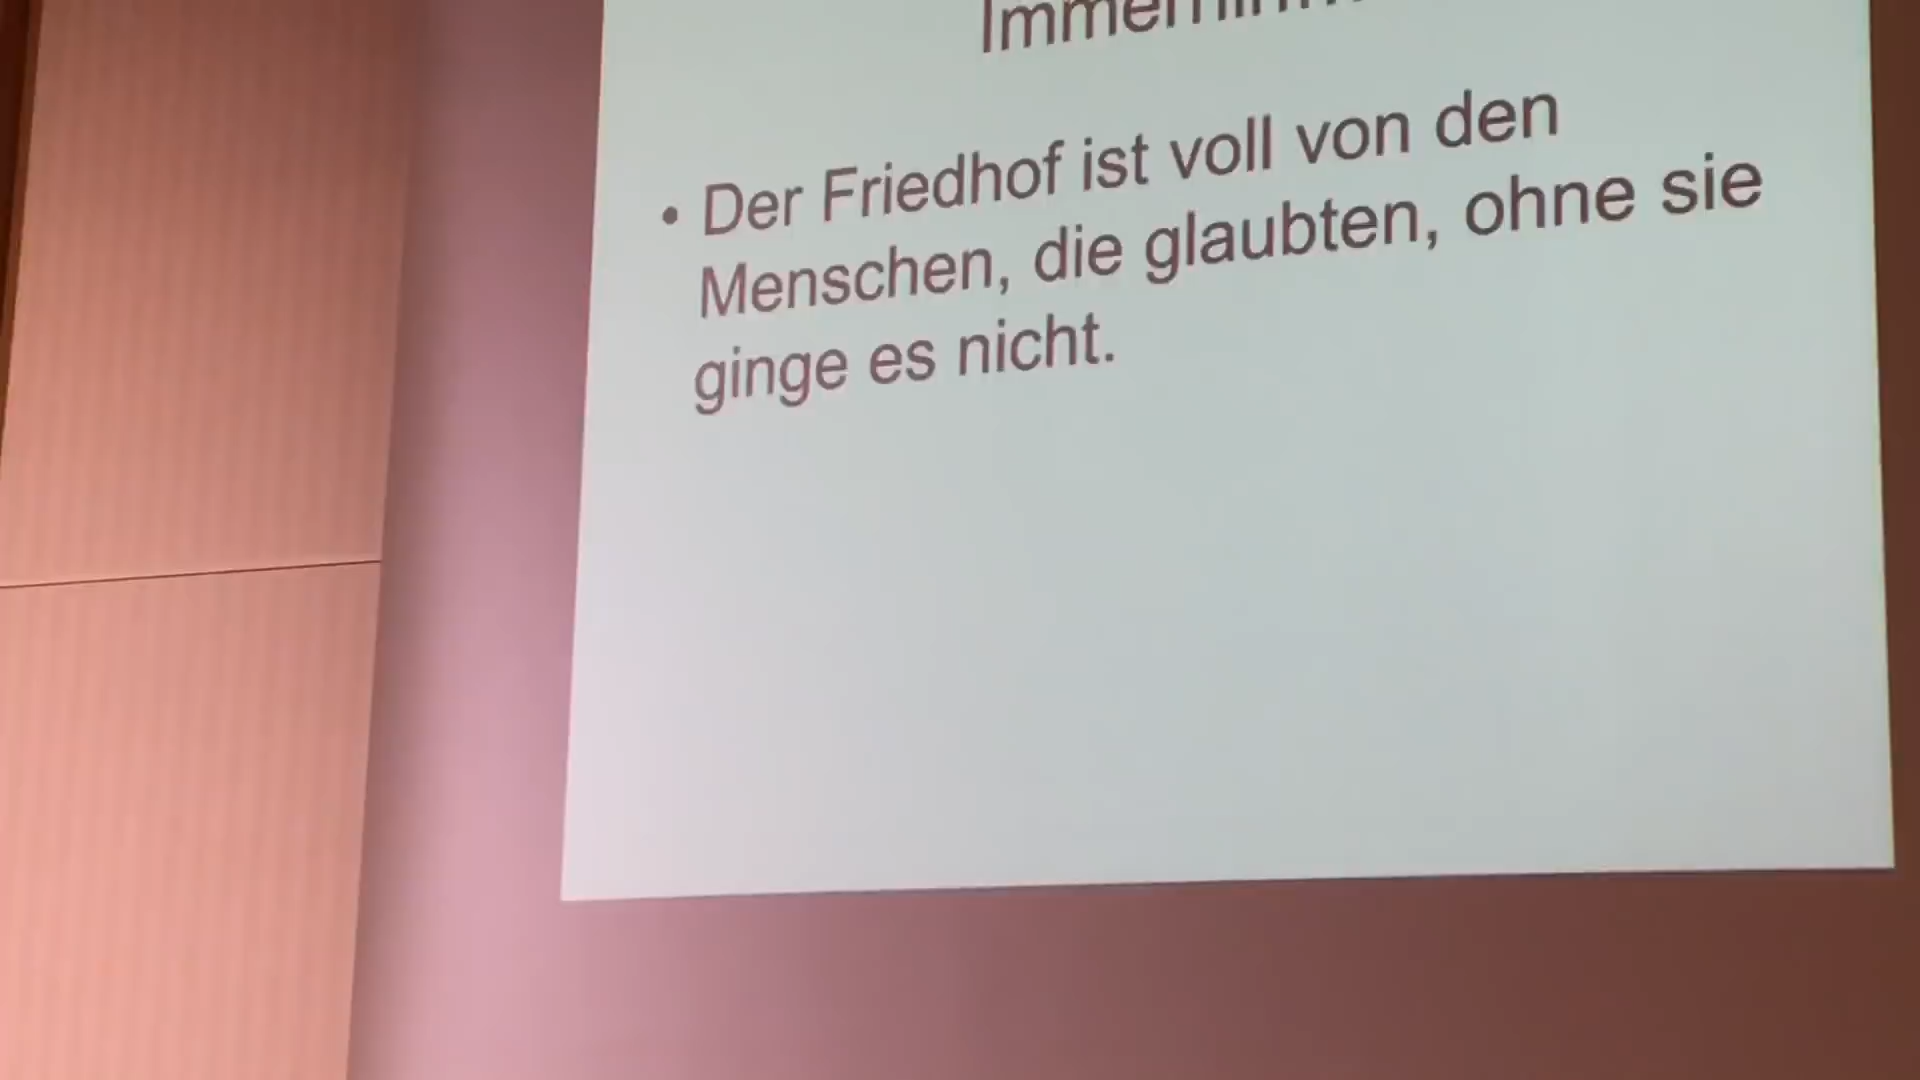 • Der Friedhof ist voll von den
Menschen, die glaubten, ohne sie
ginge es nicht.